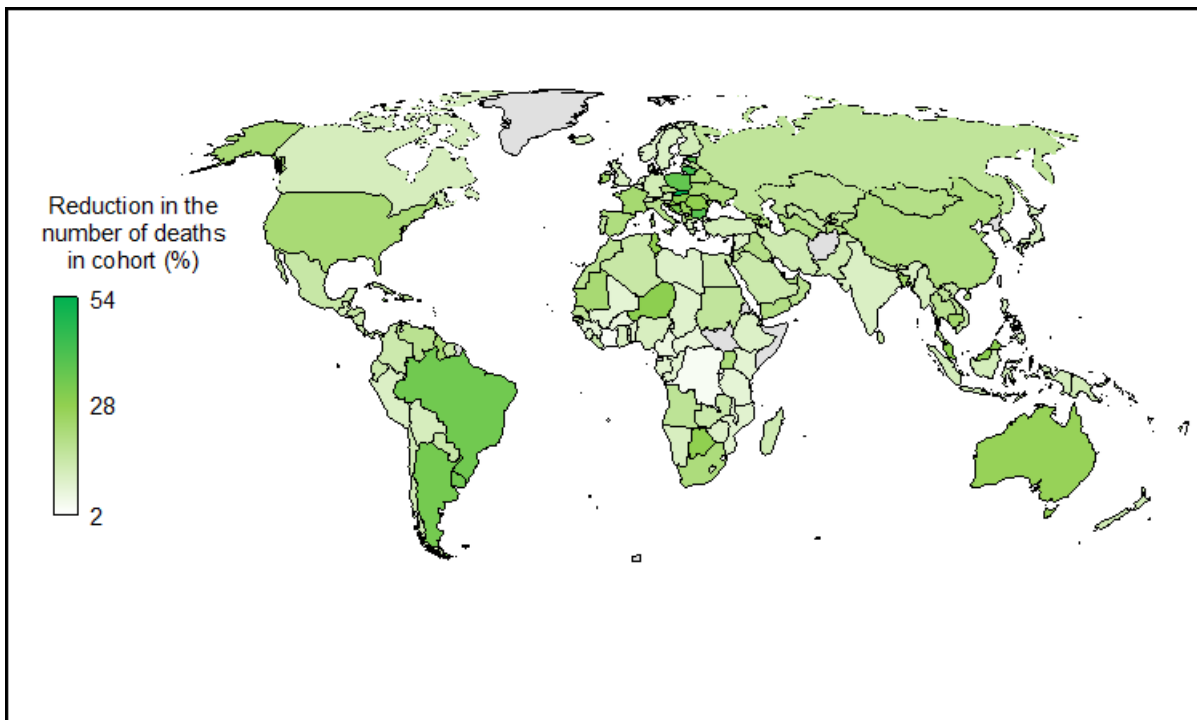 Reduction in the
number of deaths
in cohort (%)
54
28
2